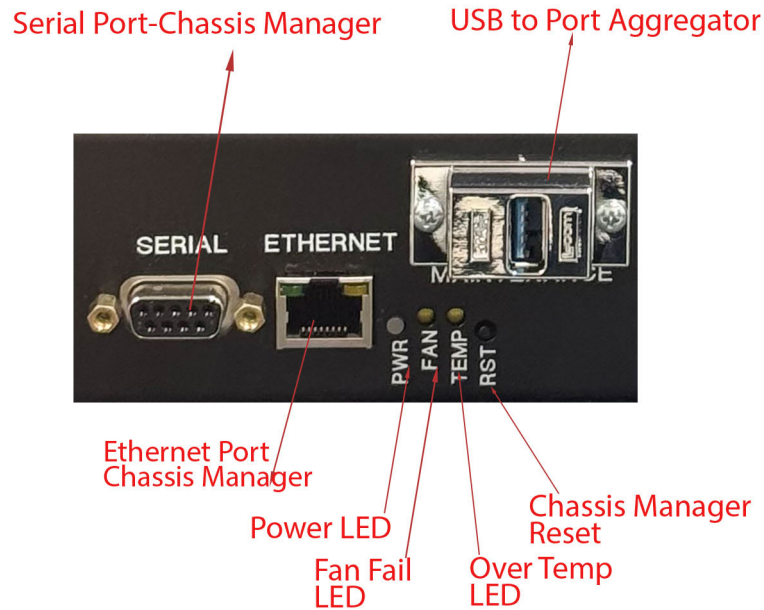 Serial Port-Chassis Manager
USB to Port Aggregator
SERIAL
ETHERNET
PWR
FAN
TEMP
RST
Ethernet Port
Chassis Manager
Power LED
Fan Fail
LED
Over Temp
LED
Chassis Manager
Reset